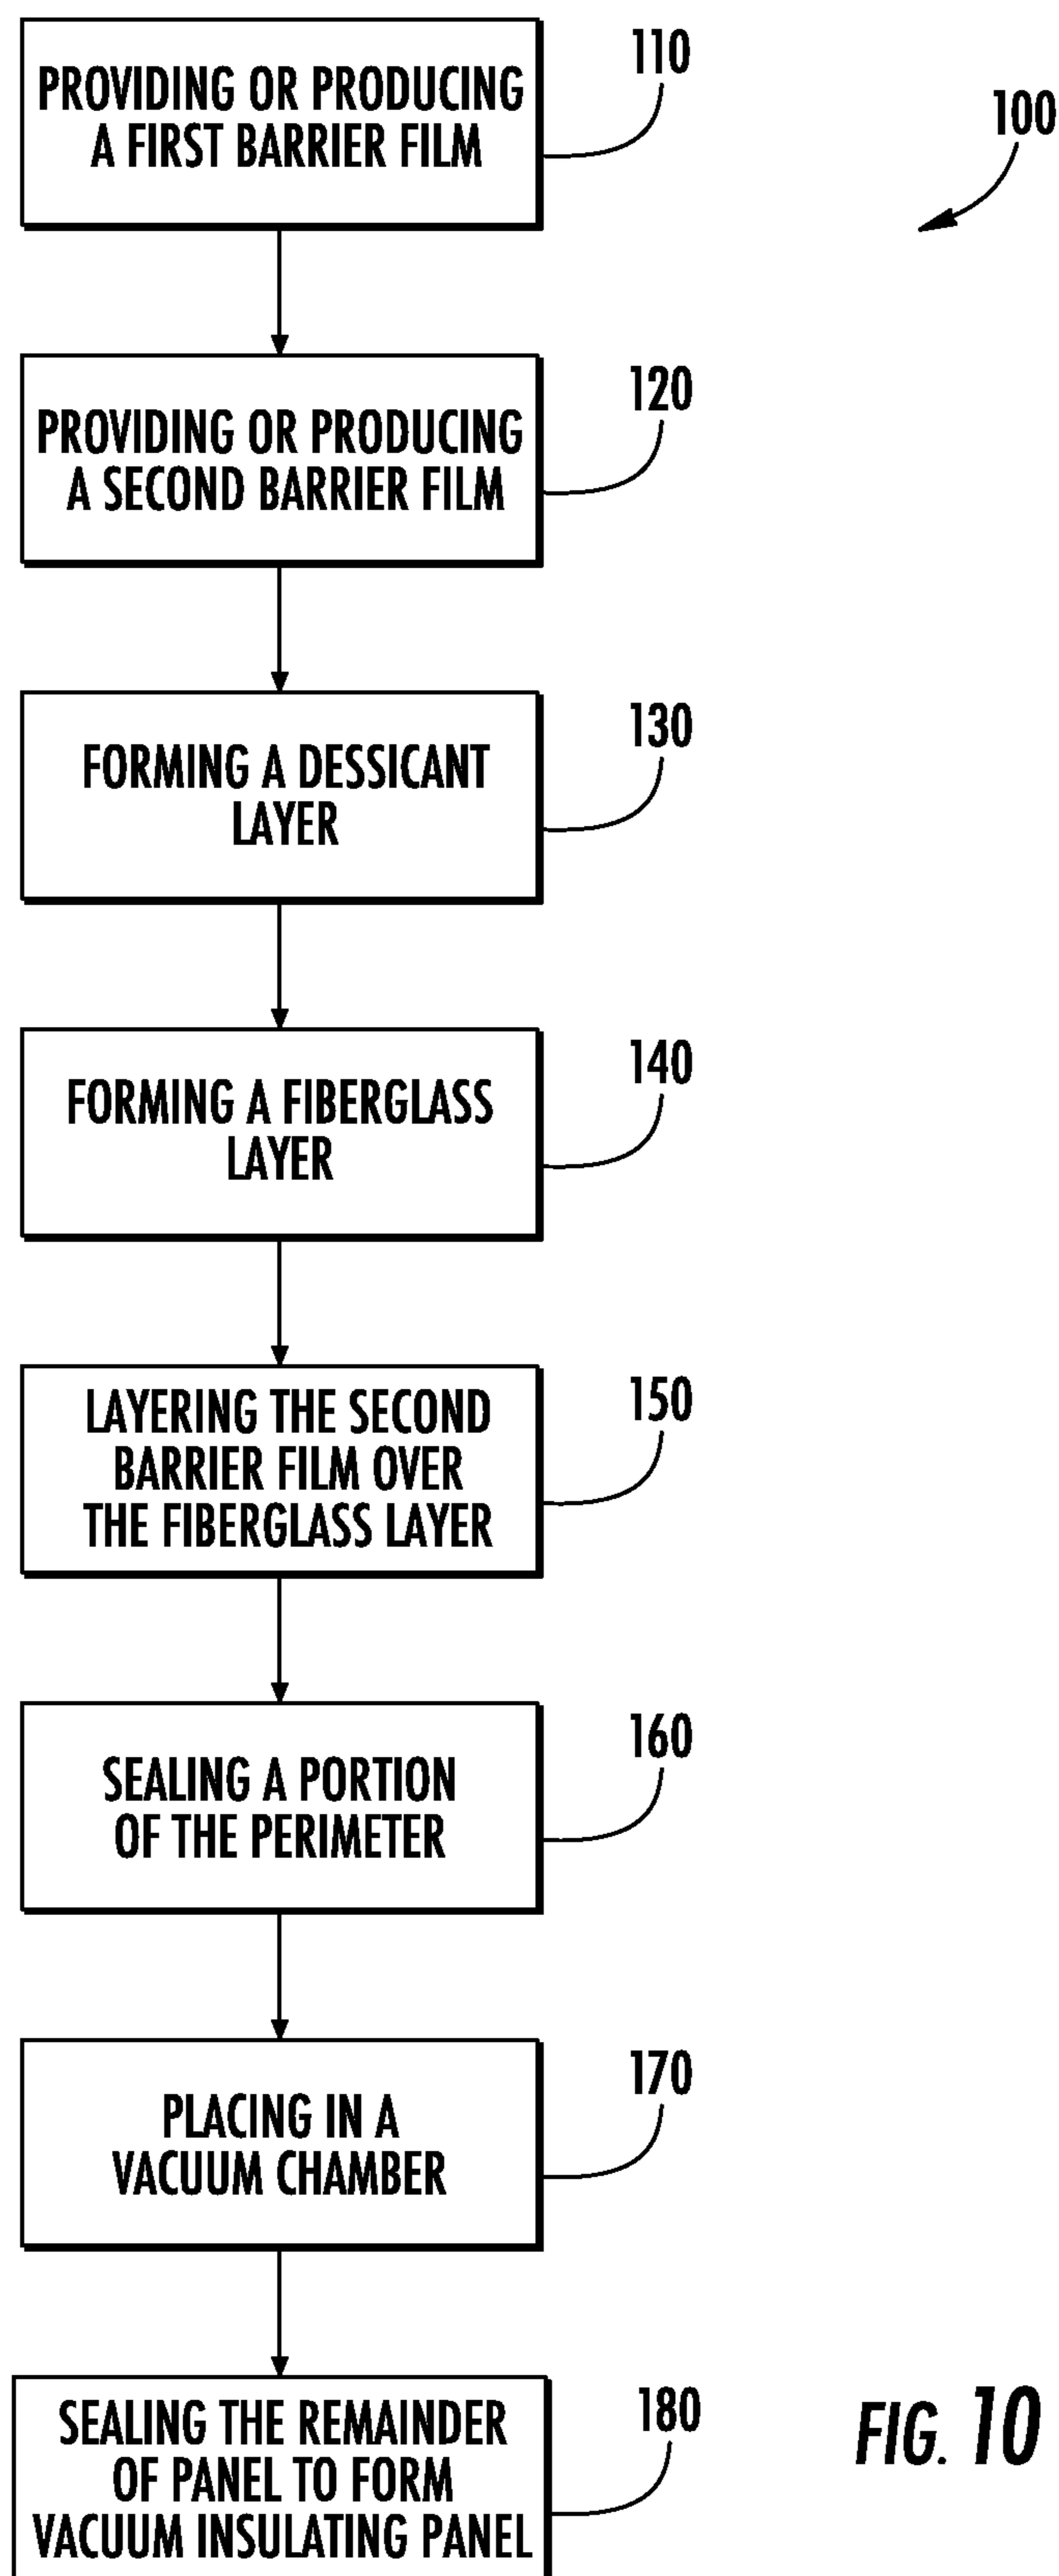 PROVIDING OR PRODUCING
A FIRST BARRIER FILM
110
100
PROVIDING OR PRODUCING
A SECOND BARRIER FILM
120
FORMING A DESSICANT
LAYER
130
FORMING A FIBERGLASS
LAYER
140
LAYERING THE SECOND
BARRIER FILM OVER
THE FIBERGLASS LAYER
150
SEALING A PORTION
OF THE PERIMETER
160
PLACING IN A
VACUUM CHAMBER
170
SEALING THE REMAINDER
OF PANEL TO FORM
VACUUM INSULATING PANEL
180
FIG. 10